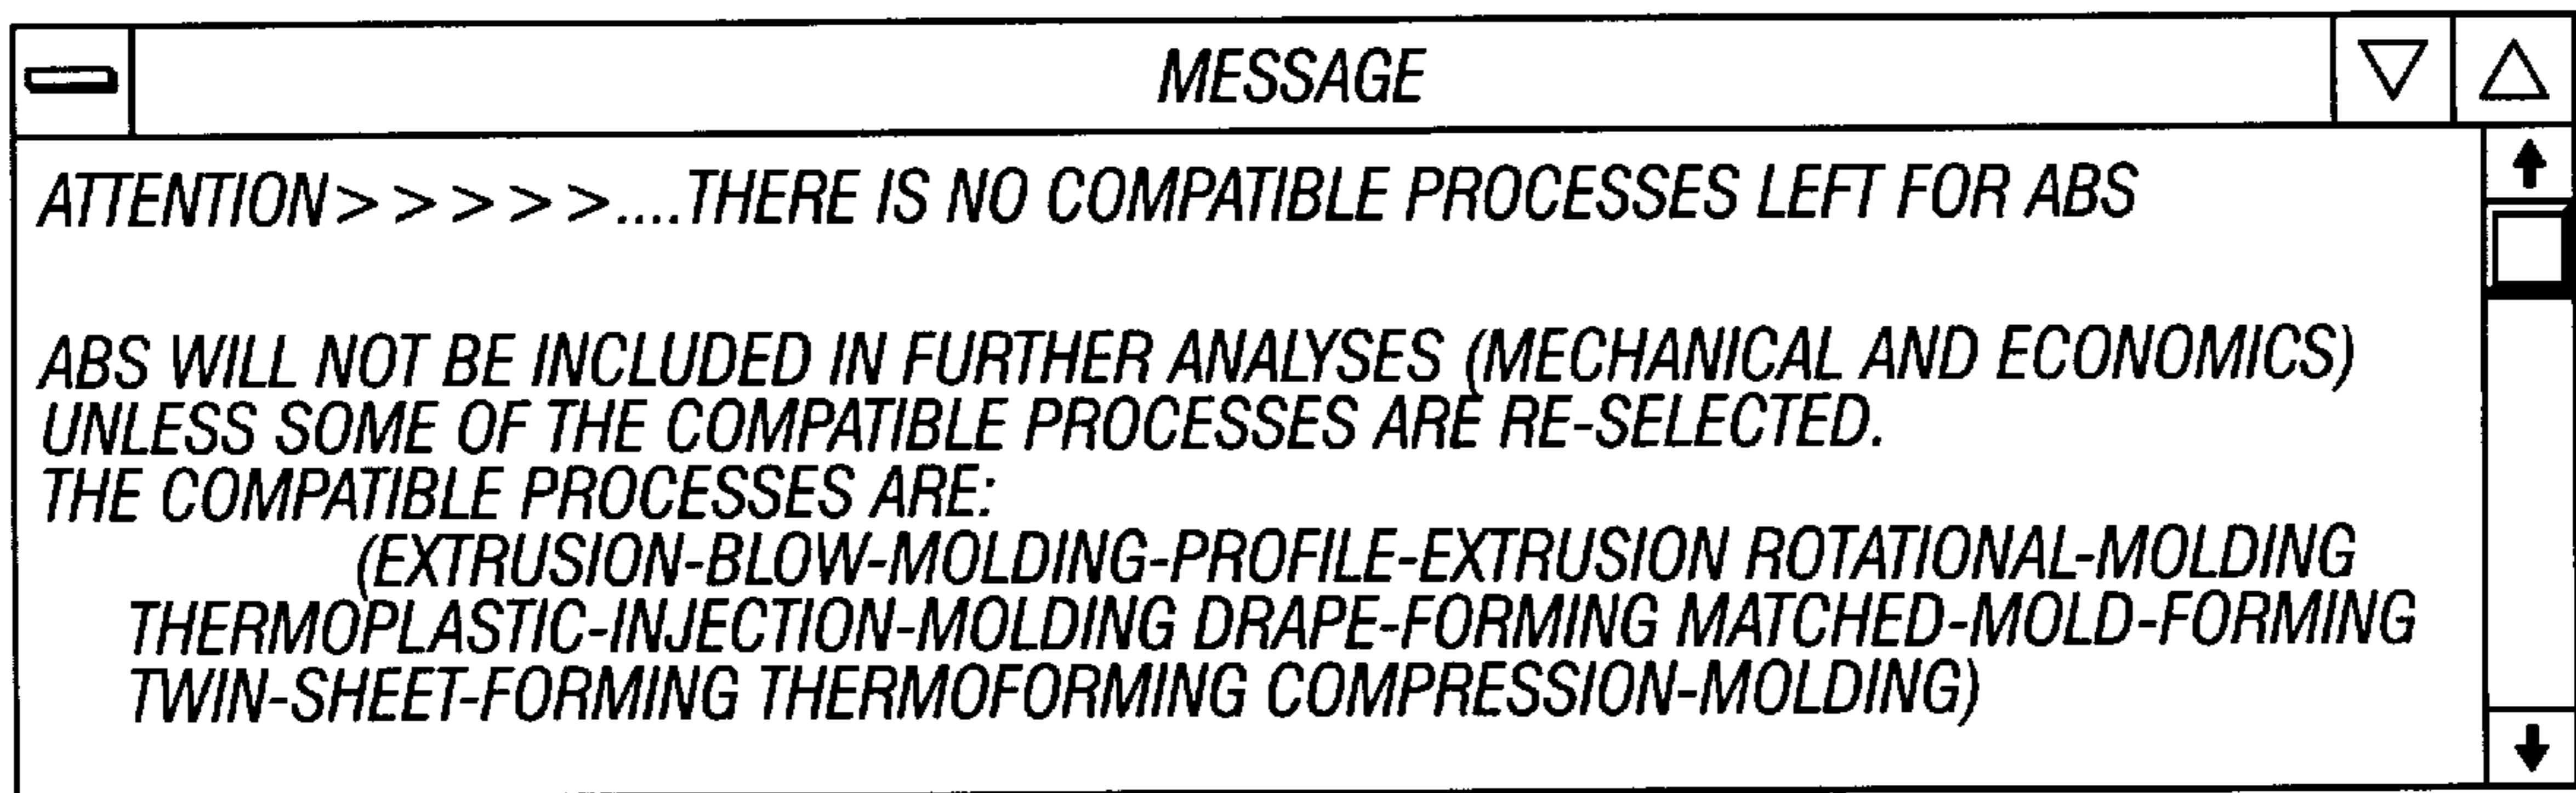 MESSAGE
ATTENTION>>>>>....THERE IS NO COMPATIBLE PROCESSES LEFT FOR ABS
ABS WILL NOT BE INCLUDED IN FURTHER ANALYSES (MECHANICAL AND ECONOMICS)
UNLESS SOME OF THE COMPATIBLE PROCESSES ARE RE-SELECTED.
THE COMPATIBLE PROCESSES ARE:
(EXTRUSION-BLOW-MOLDING-PROFILE-EXTRUSION ROTATIONAL-MOLDING
THERMOPLASTIC-INJECTION-MOLDING DRAPE-FORMING MATCHED-MOLD-FORMING
TWIN-SHEET-FORMING THERMOFORMING COMPRESSION-MOLDING)